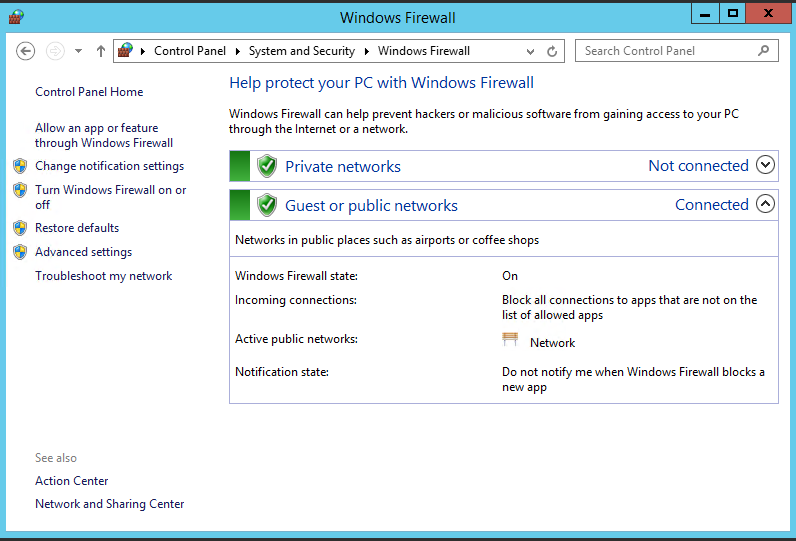 Windows Firewall
Control Panel
System and Security
Windows Firewall
Search Control Panel
Control Panel Home
Allow an app or feature
through Windows Firewall
Change notification settings
Turn Windows Firewall on or
off
Restore defaults
Advanced settings
Troubleshoot my network
See also
Action Center
Network and Sharing Center
Help protect your PC with Windows Firewall
Windows Firewall can help prevent hackers or malicious software from gaining access to your PC
through the Internet or a network.
Private networks
Not connected
Guest or public networks
Connected
Networks in public places such as airports or coffee shops
Windows Firewall state:
On
Incoming connections:
Block all connections to apps that are not on the
list of allowed apps
Active public networks:
Network
Notification state:
Do not notify me when Windows Firewall blocks a
new app